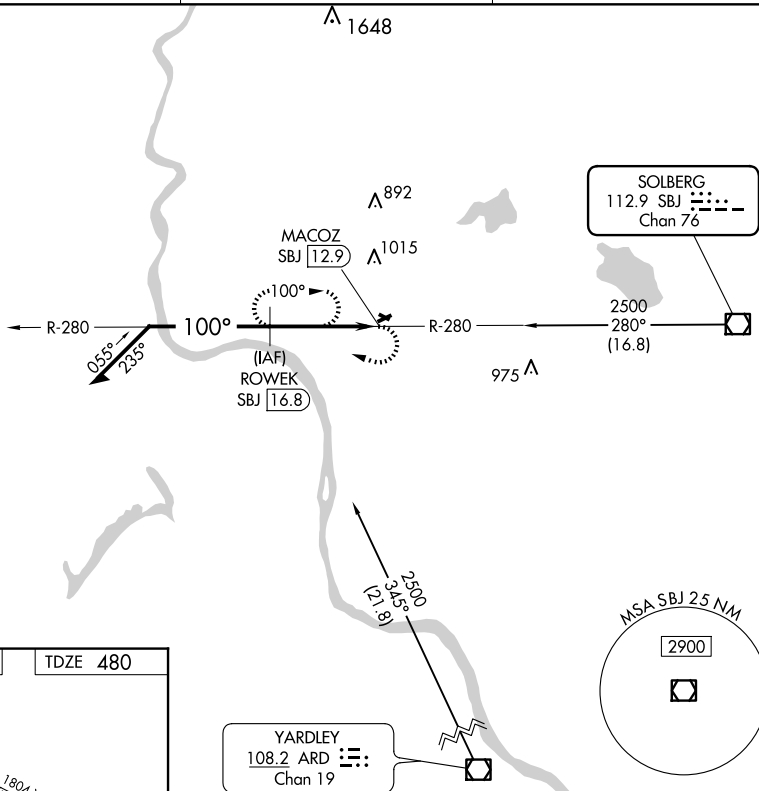 1648
SOLBERG
112.9 SBJ
Chan 76
892
MACOZ
SBJ 12.9
1015
100°
R-280
100°
R-280
2500
280°
(16.8)
055°
235°
(IAF)
ROWEK
SBJ 16.8
975
2500
345°
(21.8)
MSA SBJ 25 NM
2900
TDZE 480
YARDLEY
108.2 ARD
Chan 19